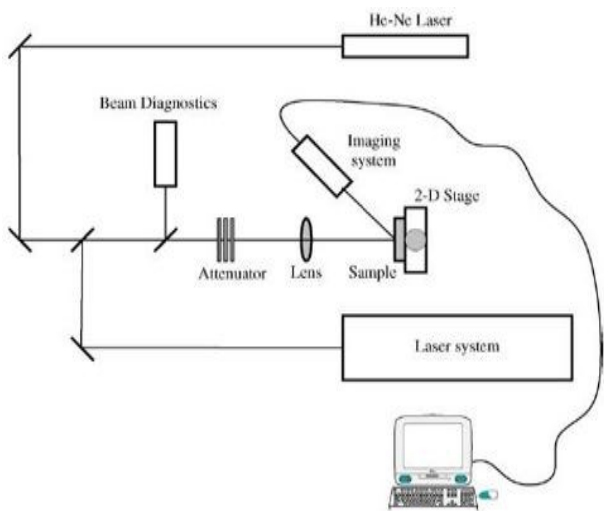 He-Ne Laser
Beam Diagnostics
Imaging
system
2-D Stage
Attenuator
Lens
Sample
Laser system